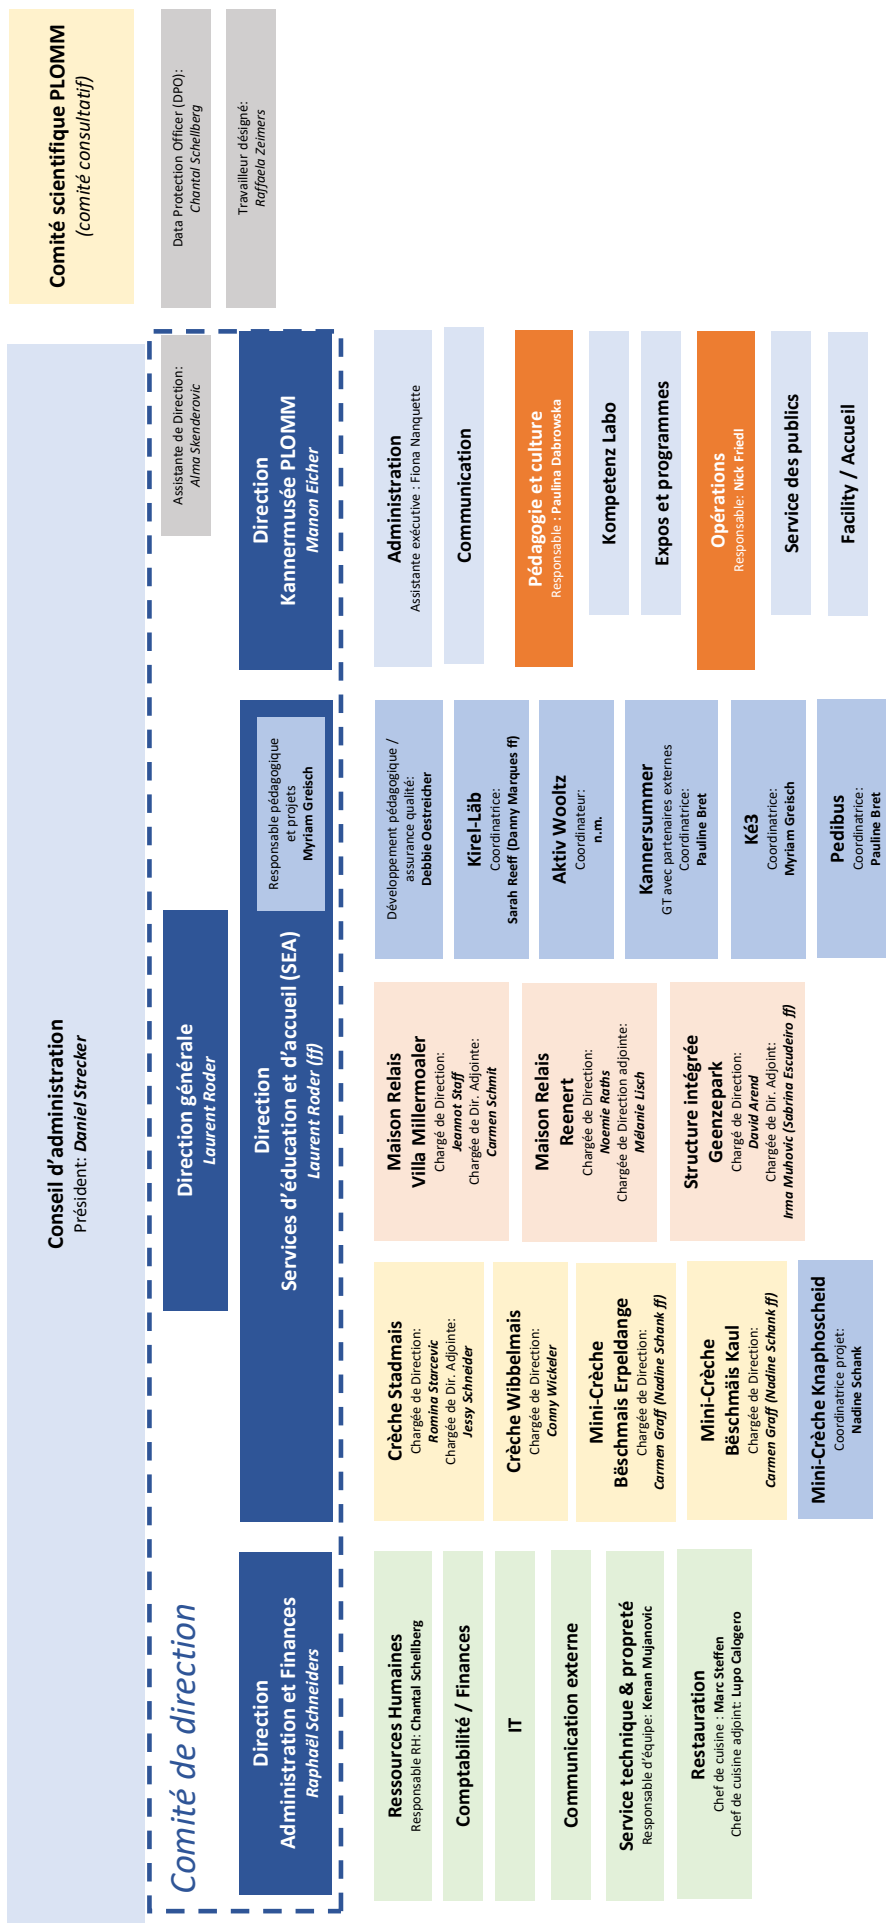 Conseil d'administration
Président: Daniel Strecker
Comité scientifique PLOMM
(comité consultatif)
Comité de direction
Direction générale
Laurent Roder
Assistante de Direction:
Alma Skenderovic
Data Protection Officer (DPO):
Chantal Schellberg
Travailleur désigné:
Raffaela Zeimers
Direction
Administration et Finances
Raphaël Schneiders
Direction
Services d'éducation et d'accueil (SEA)
Laurent Roder (ff)
Responsable pédagogique
et projets
Myriam Greisch
Direction
Kannermusée PLOMM
Manon Eicher
Ressources Humaines
Responsable RH: Chantal Schellberg
Comptabilité / Finances
IT
Communication externe
Service technique & propreté
Responsable d'équipe: Kenan Mujanovic
Restauration
Chef de cuisine : Marc Steffen
Chef de cuisine adjoint: Lupo Calogero
Crèche Stadmais
Chargée de Direction:
Romina Starcevic
Chargée de Dir. Adjointe:
Jessy Schneider
Crèche Wibbelmais
Chargée de Direction:
Conny Wickeler
Mini-Crèche
Bëschmais Erpeldange
Chargée de Direction:
Carmen Graff (Nadine Schank ff)
Mini-Crèche
Bëschmäis Kaul
Chargée de Direction:
Carmen Graff (Nadine Schank ff)
Mini-Crèche Knaphoscheid
Coordinatrice projet:
Nadine Schank
Maison Relais
Villa Millermoaler
Chargé de Direction:
Jeannot Staff
Chargée de Dir. Adjointe:
Carmen Schmit
Maison Relais
Reenert
Chargée de Direction:
Noemie Raths
Chargée de Direction adjointe:
Mélanie Lisch
Structure intégrée
Geenzepark
Chargé de Direction:
David Arend
Chargée de Dir. Adjoint:
Irma Muhovic (Sabrina Escudeiro ff)
Développement pédagogique /
assurance qualité:
Debbie Oestreicher
Kirel-Läb
Coordinatrice:
Sarah Reeff (Danny Marques ff)
Aktiv Wooltz
Coordinateur:
n.m.
Kannersummer
GT avec partenaires externes
Coordinatrice:
Pauline Bret
Ké3
Coordinatrice:
Myriam Greisch
Pedibus
Coordinatrice:
Pauline Bret
Administration
Assistante exécutive : Fiona Nanquette
Communication
Pédagogie et culture
Responsable : Paulina Dabrowska
Kompetenz Labo
Expos et programmes
Opérations
Responsable: Nick Friedl
Service des publics
Facility / Accueil